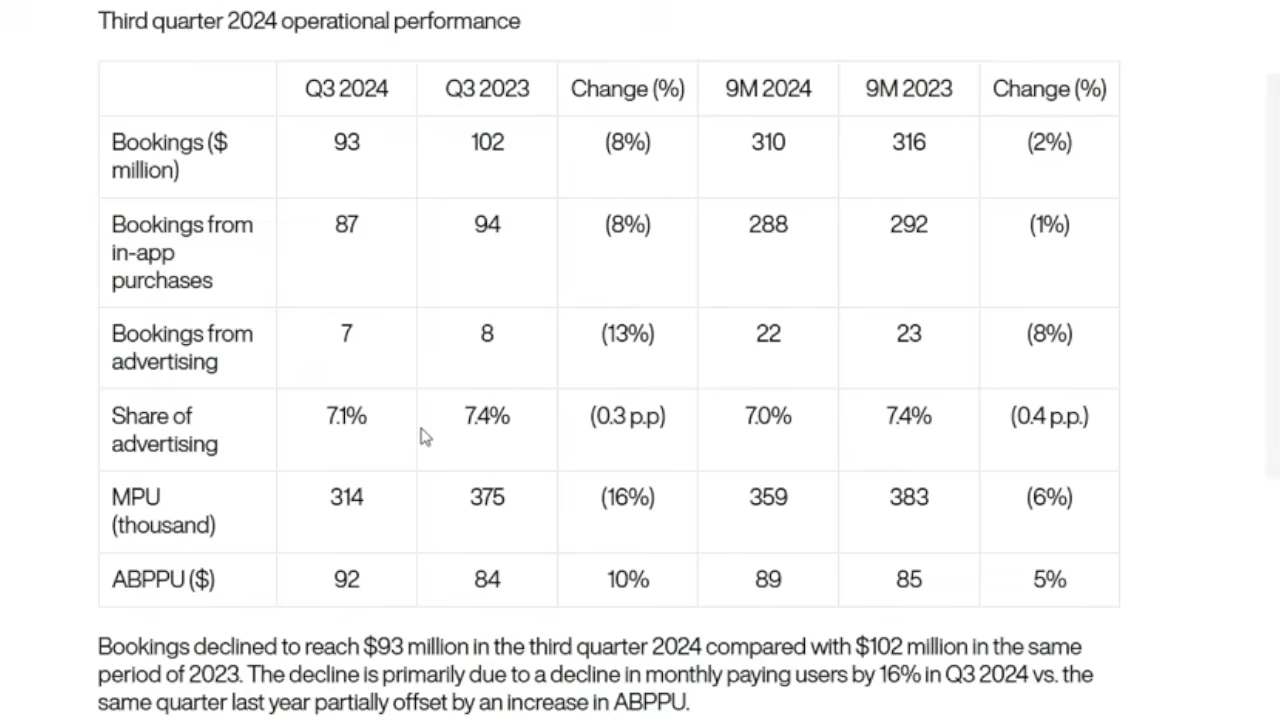 Third quarter 2024 operational performance
Q3 2024 Q3 2023 Change (%) 9M 2024 9M 2023 Change (%)
Bookings ($ 93 102 (8%) 310 316 (2%)
million)
Bookings from 87 94 (8%) 288 292 (1%)
in-app
purchases
Bookings from 7 8 (13%) 22 23 (8%)
advertising
Share of 7.1% 7.4% (0.3 p.p) 7.0% 7.4% (0.4 p.p.)
advertising
MPU 314 375 (16%) 359 383 (6%)
(thousand)
ABPPU ($) 92 84 10% 89 85 5%
Bookings declined to reach $93 million in the third quarter 2024 compared with $102 million in the same
period of 2023. The decline is primarily due to a decline in monthly paying users by 16% in Q3 2024 vs. the
same quarter last year partially offset by an increase in ABPPU.